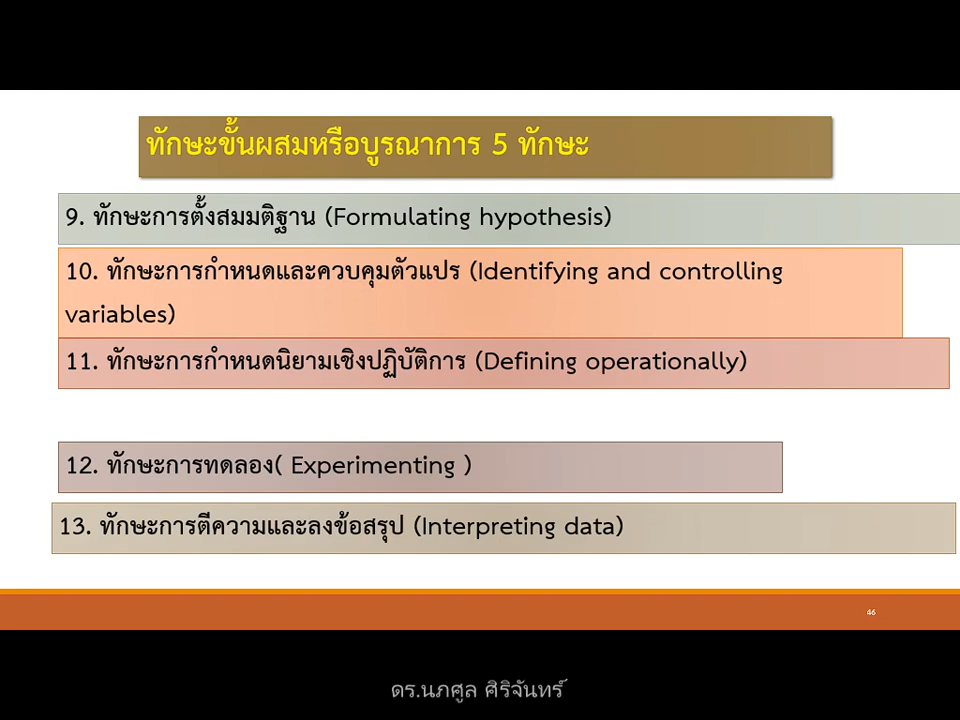 ทักษะขั้นผสมหรือบูรณาการ 5 ทักษะ
9. ทักษะการตั้งสมมติฐาน (Formulating hypothesis)
10. ทักษะการกำหนดและควบคุมตัวแปร (Identifying and controlling
variables)
11. ทักษะการกำหนดนิยามเชิงปฏิบัติการ (Defining operationally)
12. ทักษะการทดลอง( Experimenting )
13. ทักษะการตีความและลงข้อสรุป (Interpreting data)
46
ดร.นภศูล ศิริจันทร์